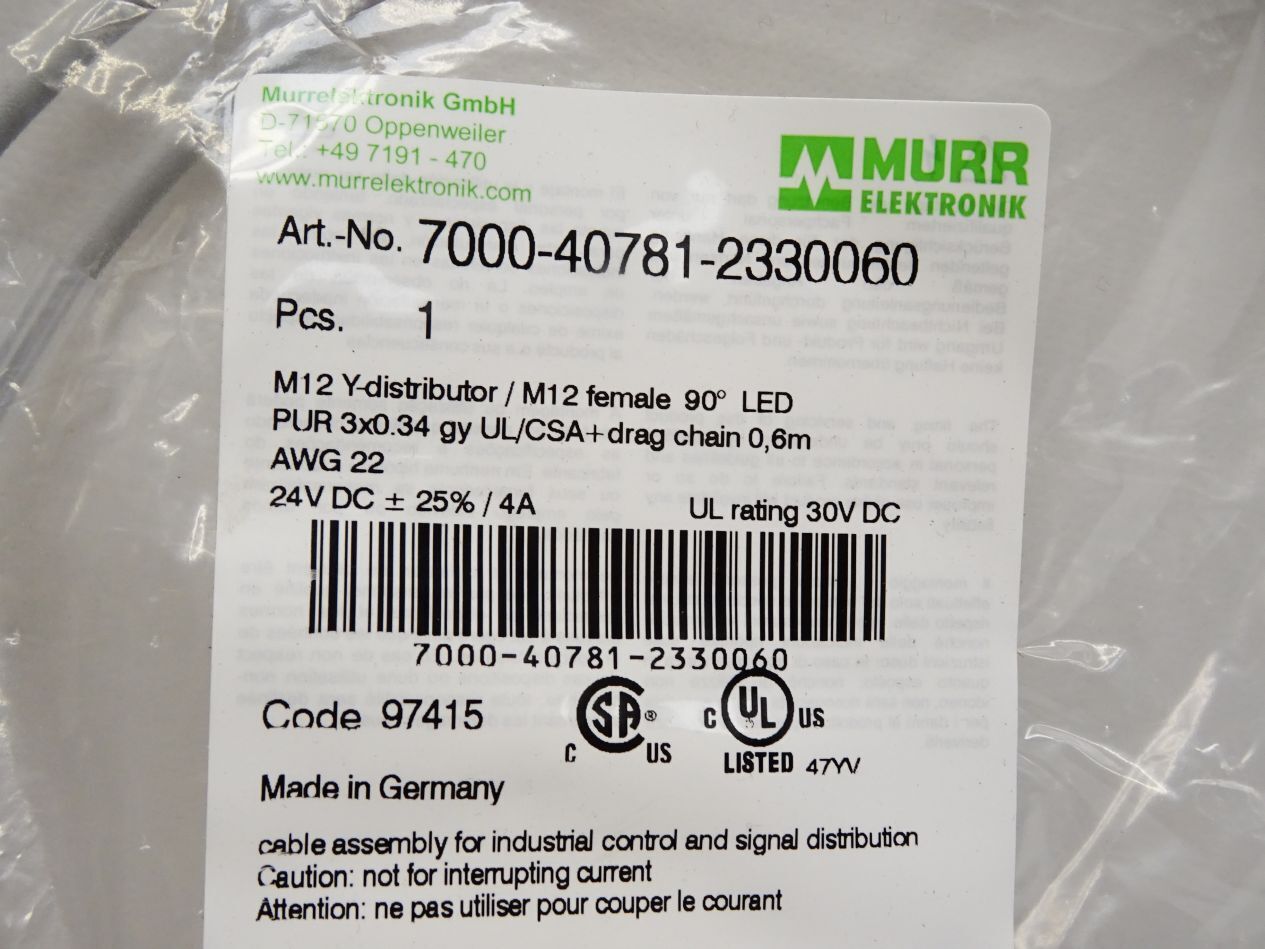 Murrelektronik GmbH
D-71570 Oppenweiler
Tel.: +49 7191 - 470
www.murrelektronik.com
MURR
ELEKTRONIK
Art.-No. 7000-40781-2330060
Pcs. 1
M12 Y-distributor / M12 female 90° LED
PUR 3x0.34 gy UL/CSA+drag chain 0,6m
AWG 22
24V DC ± 25% / 4A UL rating 30V DC
7000-40781-2330060
Code 97415
C SA ® C US
C UL US
LISTED 47YV
Made in Germany
cable assembly for industrial control and signal distribution
Caution: not for interrupting current
Attention: ne pas utiliser pour couper le courant